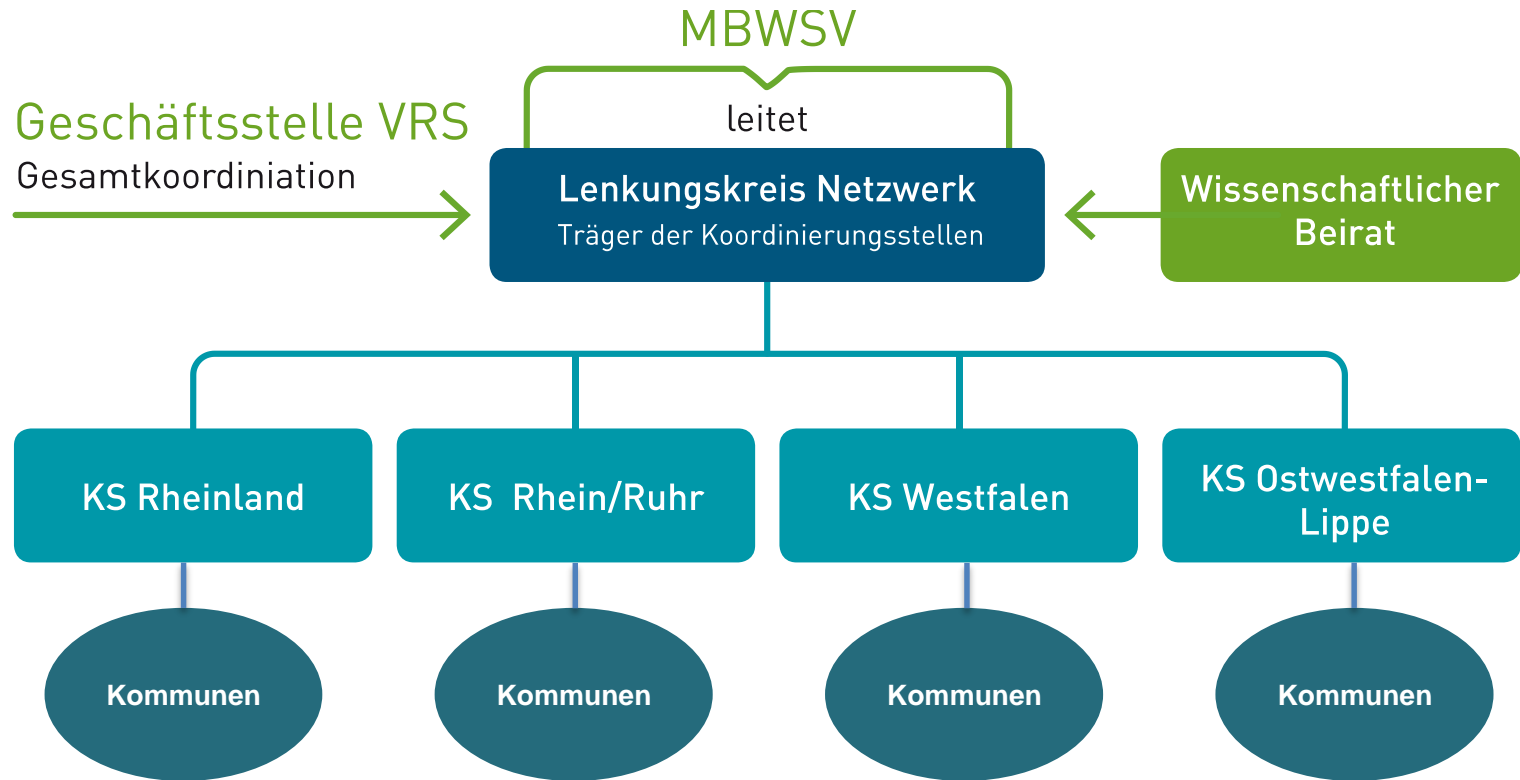 MBWSV
leitet
Geschäftsstelle VRS
Gesamtkoordiniation
Lenkungskreis Netzwerk
Träger der Koordinierungsstellen
Wissenschaftlicher
Beirat
KS Rheinland
KS Rhein/Ruhr
KS Westfalen
KS Ostwestfalen-
Lippe
Kommunen
Kommunen
Kommunen
Kommunen